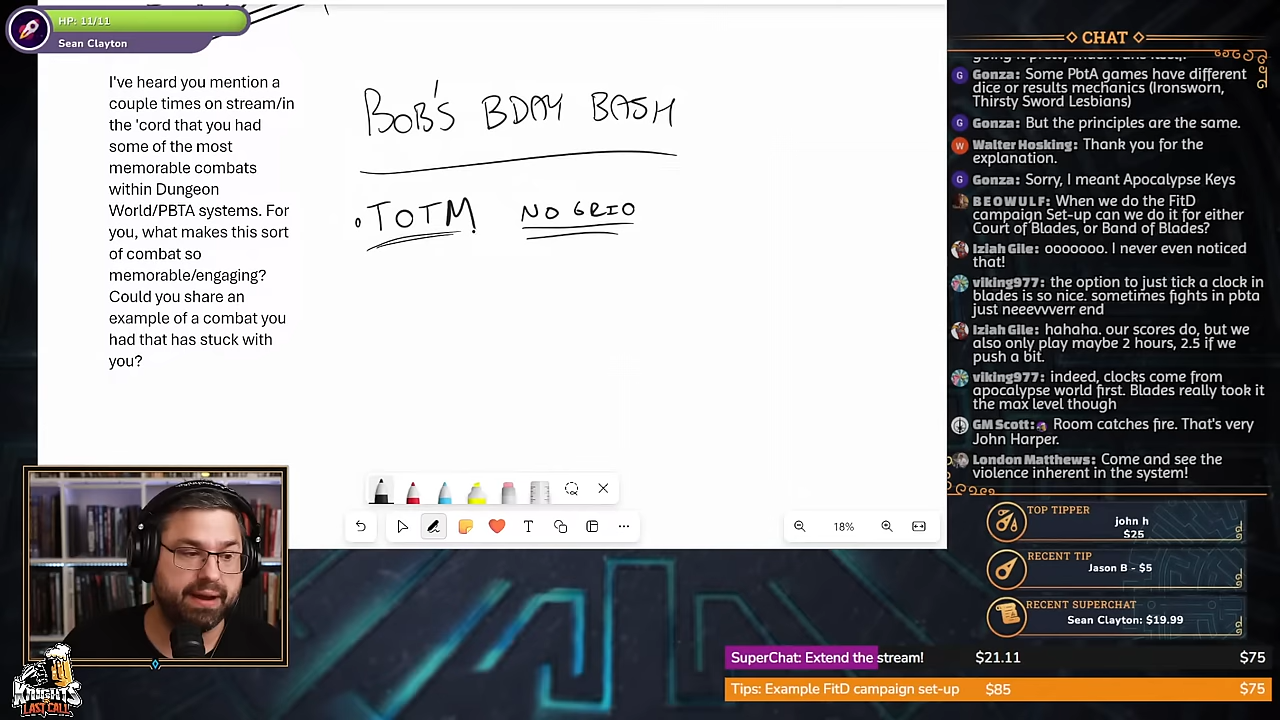 HP: 11/11
Sean Clayton
I've heard you mention a
couple times on stream/in
the 'cord that you had
some of the most
memorable combats
within Dungeon
World/PBTA systems. For
you, what makes this sort
of combat so
memorable/engaging?
Could you share an
example of a combat you
had that has stuck with
you?
BOB'S BDAY BASH
TOTM NO GRID
T
18%
KNIGHTS
LAST CALL
CHAT
going it pretty much runs itself.
Gonza: Some PbtA games have different
dice or results mechanics (Ironsworn,
Thirsty Sword Lesbians)
Gonza: But the principles are the same.
Walter Hosking: Thank you for the
explanation.
Gonza: Sorry, I meant Apocalypse Keys
BEOWULF: When we do the FitD
campaign Set-up can we do it for either
Court of Blades, or Band of Blades?
Iziah Gile: ooooooo. I never even noticed
that!
viking977: the option to just tick a clock in
blades is so nice. sometimes fights in pbta
just neeevvverr end
Iziah Gile: hahaha. our scores do, but we
also only play maybe 2 hours, 2.5 if we
push a bit.
viking977: indeed, clocks come from
apocalypse world first. Blades really took it
the max level though
GM Scott: Room catches fire. That's very
John Harper.
London Matthews: Come and see the
violence inherent in the system!
TOP TIPPER
john h
$25
RECENT TIP
Jason B - $5
RECENT SUPERCHAT
Sean Clayton: $19.99
SuperChat: Extend the stream! $21.11 $75
Tips: Example FitD campaign set-up $85 $75